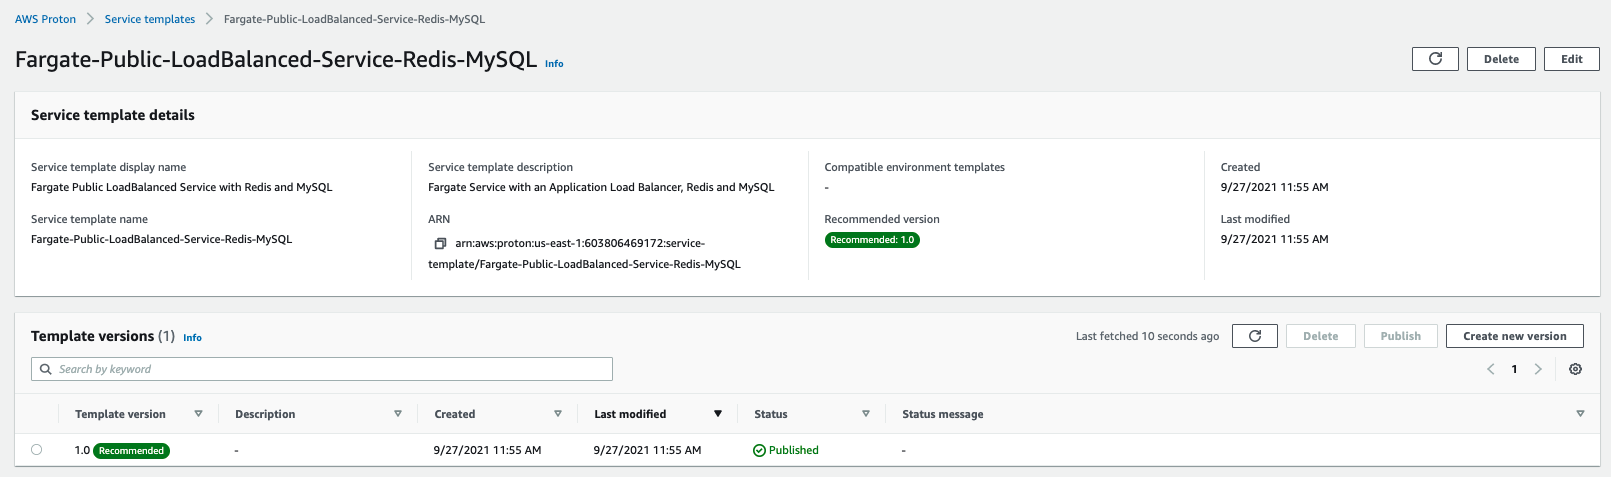 AWS Proton > Service templates > Fargate-Public-LoadBalanced-Service-Redis-MySQL
Fargate-Public-LoadBalanced-Service-Redis-MySQL Info
Delete
Edit
Service template details
Service template display name
Fargate Public LoadBalanced Service with Redis and MySQL
Service template name
Fargate-Public-LoadBalanced-Service-Redis-MySQL
Service template description
Fargate Service with an Application Load Balancer, Redis and MySQL
ARN
arn:aws:proton:us-east-1:603806469172:service-
template/Fargate-Public-LoadBalanced-Service-Redis-MySQL
Compatible environment templates
-
Recommended version
Recommended: 1.0
Created
9/27/2021 11:55 AM
Last modified
9/27/2021 11:55 AM
Template versions (1) Info
Last fetched 10 seconds ago
Delete
Publish
Create new version
Search by keyword
< 1 >
Template version Description Created Last modified Status Status message
1.0 Recommended - 9/27/2021 11:55 AM 9/27/2021 11:55 AM Published -